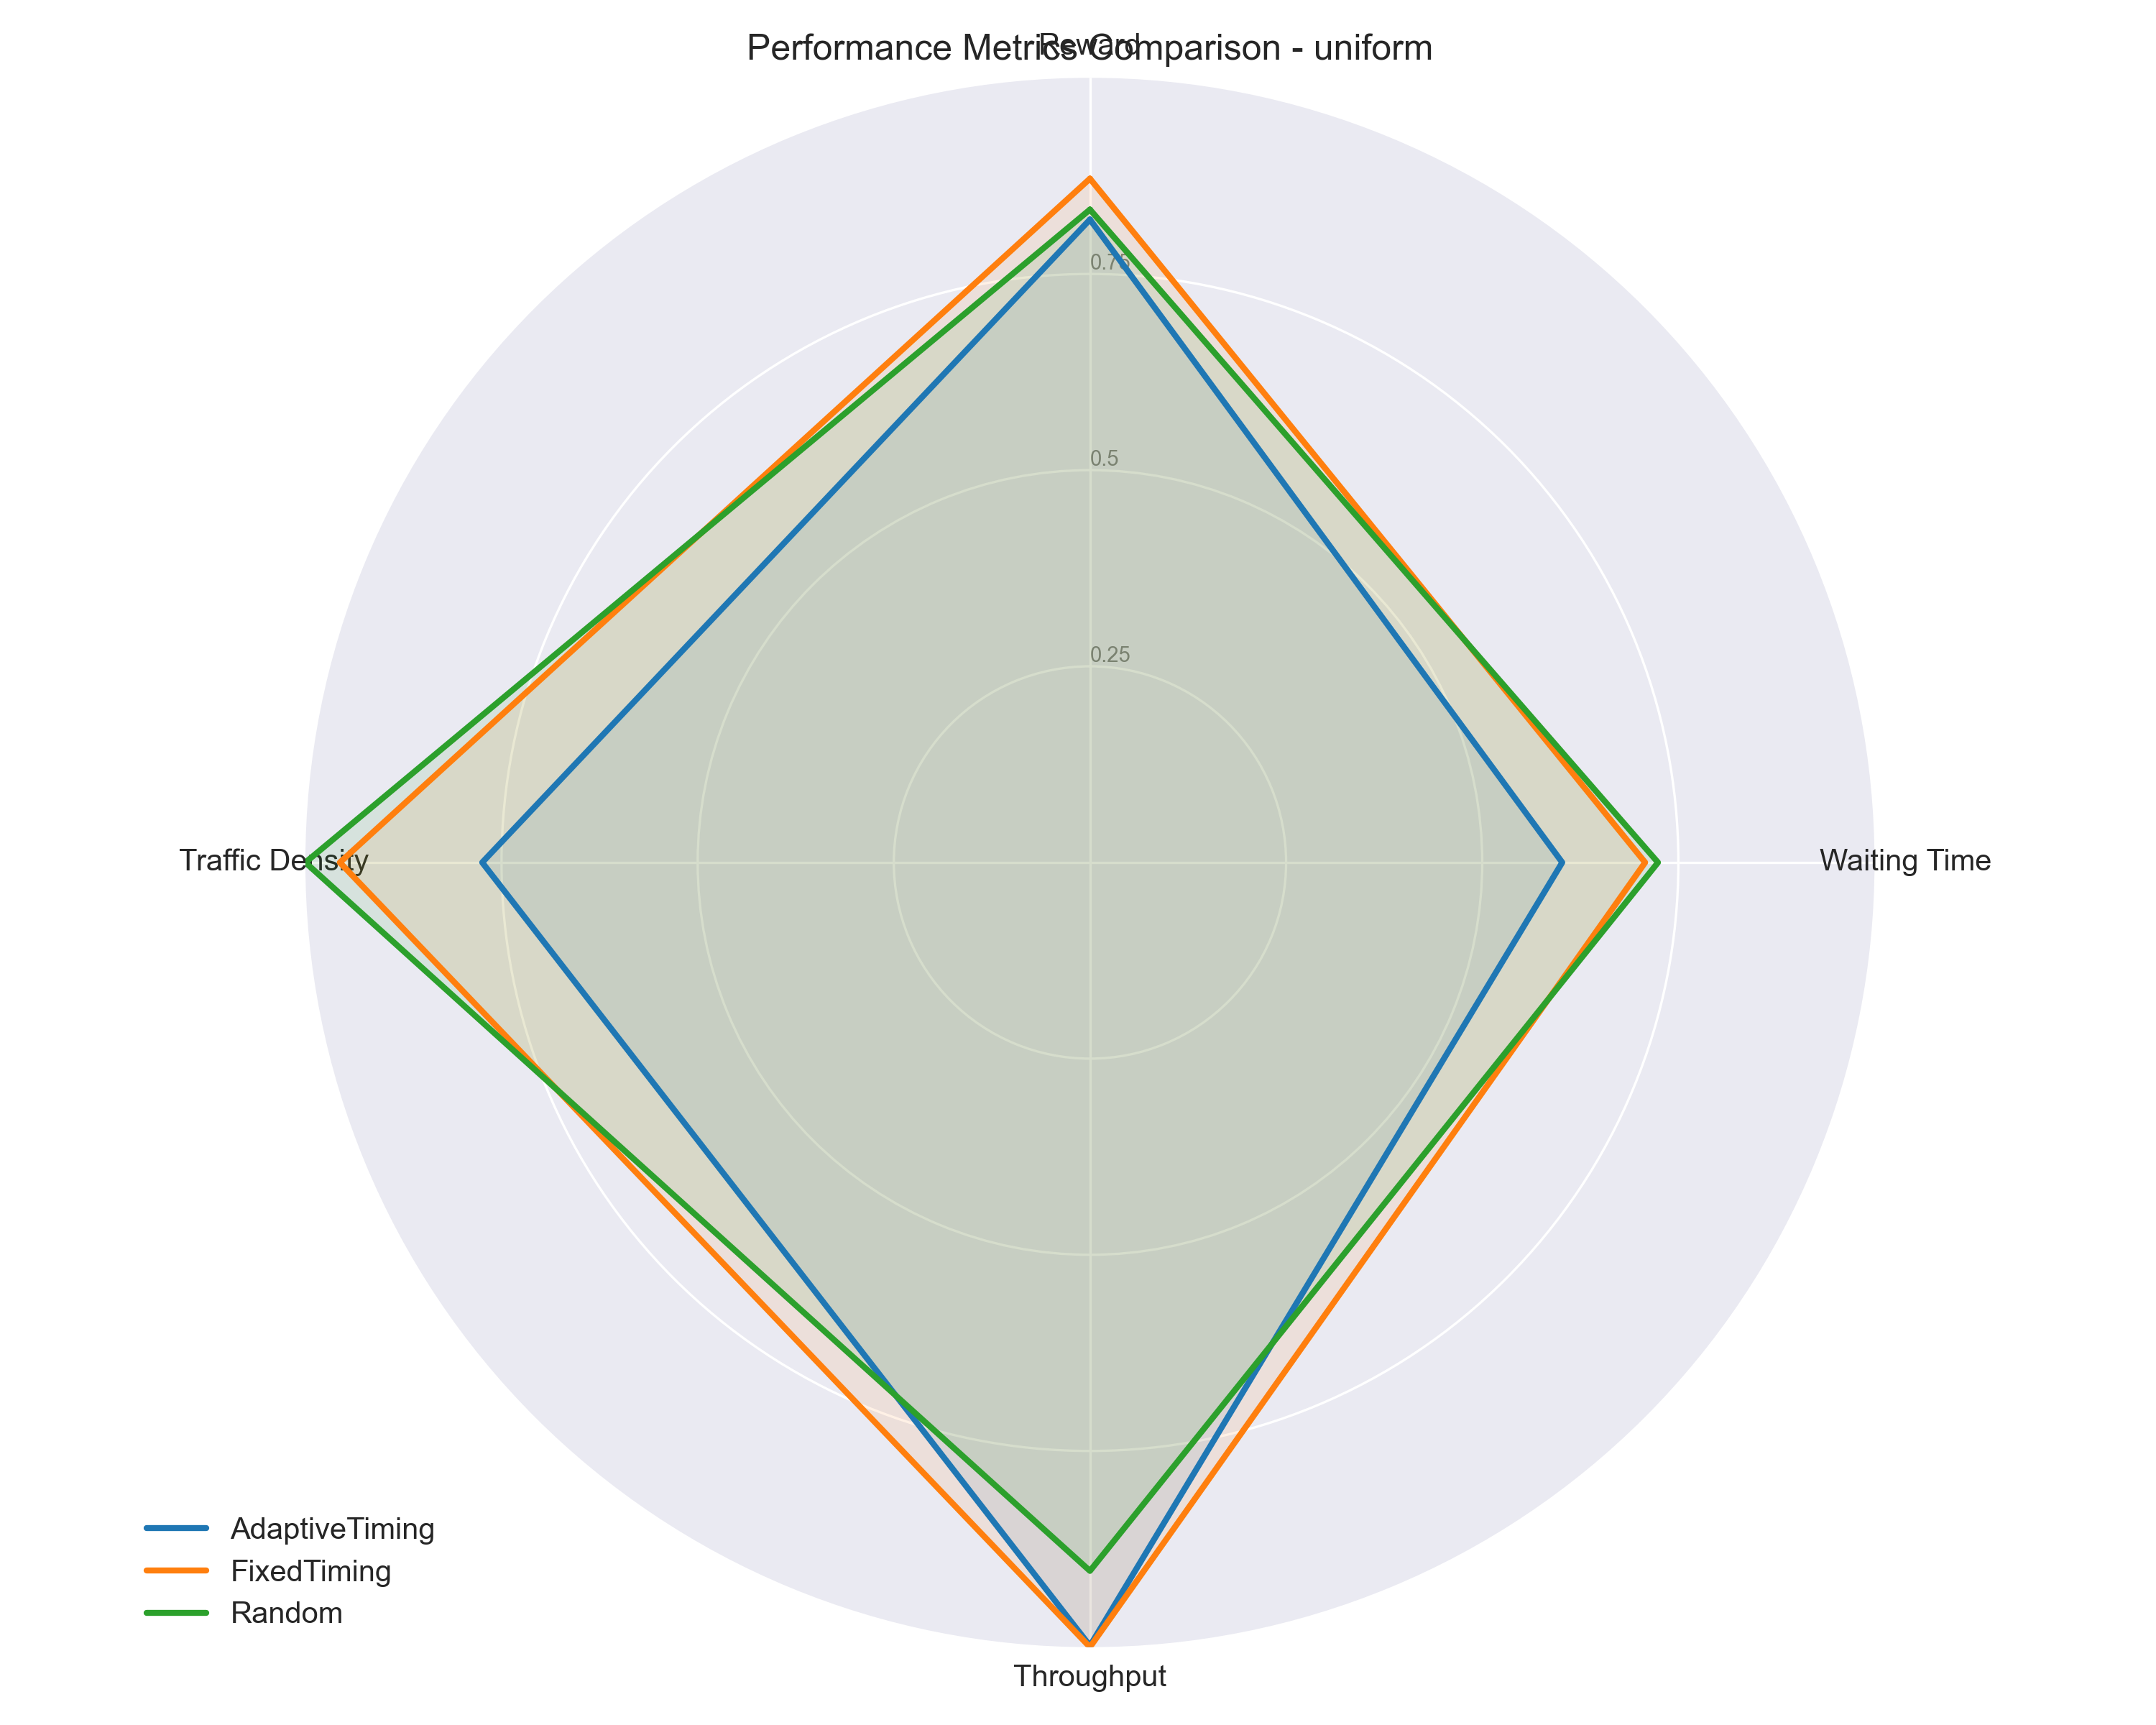 Reward
Performance Metrics Comparison - uniform
0.75
0.5
0.25
Traffic Density
Waiting Time
AdaptiveTiming
FixedTiming
Random
Throughput